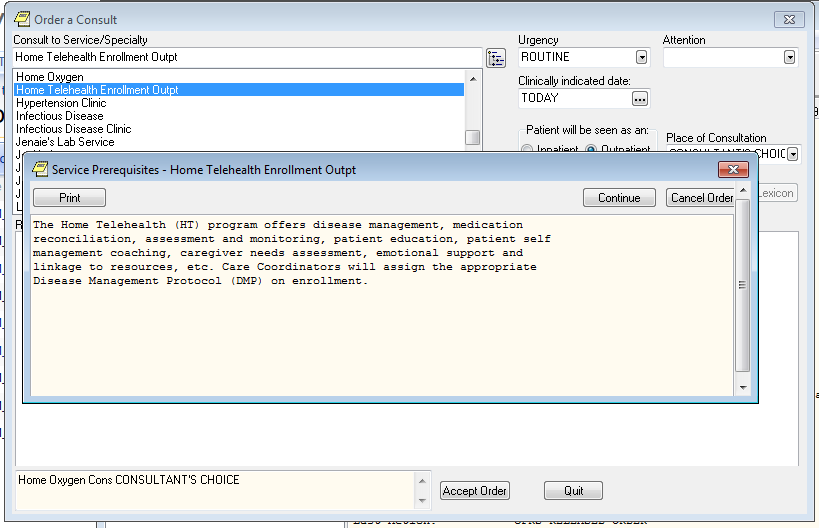 Order a Consult
Consult to Service/Specialty
Home Telehealth Enrollment Outpt
Home Oxygen
Home Telehealth Enrollment Outpt
Hypertension Clinic
Infectious Disease
Infectious Disease Clinic
Jenaie's Lab Service
Urgency
ROUTINE
Attention
Clinically indicated date:
TODAY
...
Patient will be seen as an:
Inpatient Outpatient
Place of Consultation
CONSULTANT'S CHOIC
Lexicon
Service Prerequisites - Home Telehealth Enrollment Outpt
Print
Continue
Cancel Order
The Home Telehealth (HT) program offers disease management, medication
reconciliation, assessment and monitoring, patient education, patient self
management coaching, caregiver needs assessment, emotional support and
linkage to resources, etc. Care Coordinators will assign the appropriate
Disease Management Protocol (DMP) on enrollment.
Home Oxygen Cons CONSULTANT'S CHOICE
Accept Order
Quit